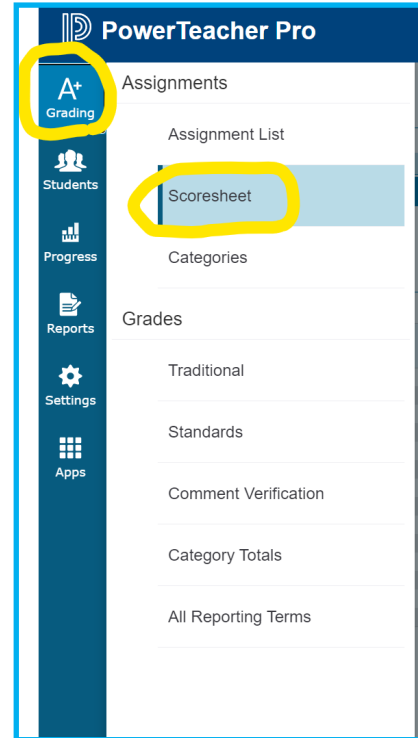 PowerTeacher Pro
A+
Grading
Students
Progress
Reports
Settings
Apps
Assignments
Assignment List
Scoresheet
Categories
Grades
Traditional
Standards
Comment Verification
Category Totals
All Reporting Terms